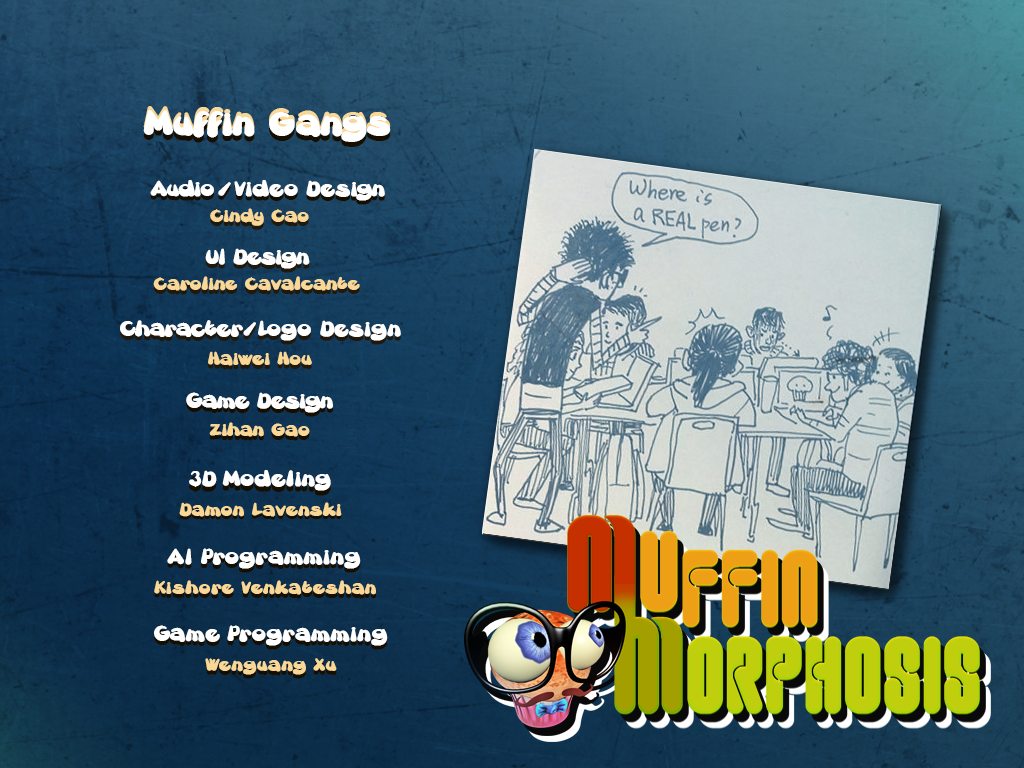 Muffin Gangs
Audio/Video Design
Cindy Cao
UI Design
Caroline Cavalcante
Character/Logo Design
Haiwei Hou
Game Design
Zihan Gao
3D Modeling
Damon Lavenski
AI Programming
Kishore Venkateshan
Game Programming
Wenguang Xu
Where is
a REAL pen?
MUFFIN
MORPHOSIS